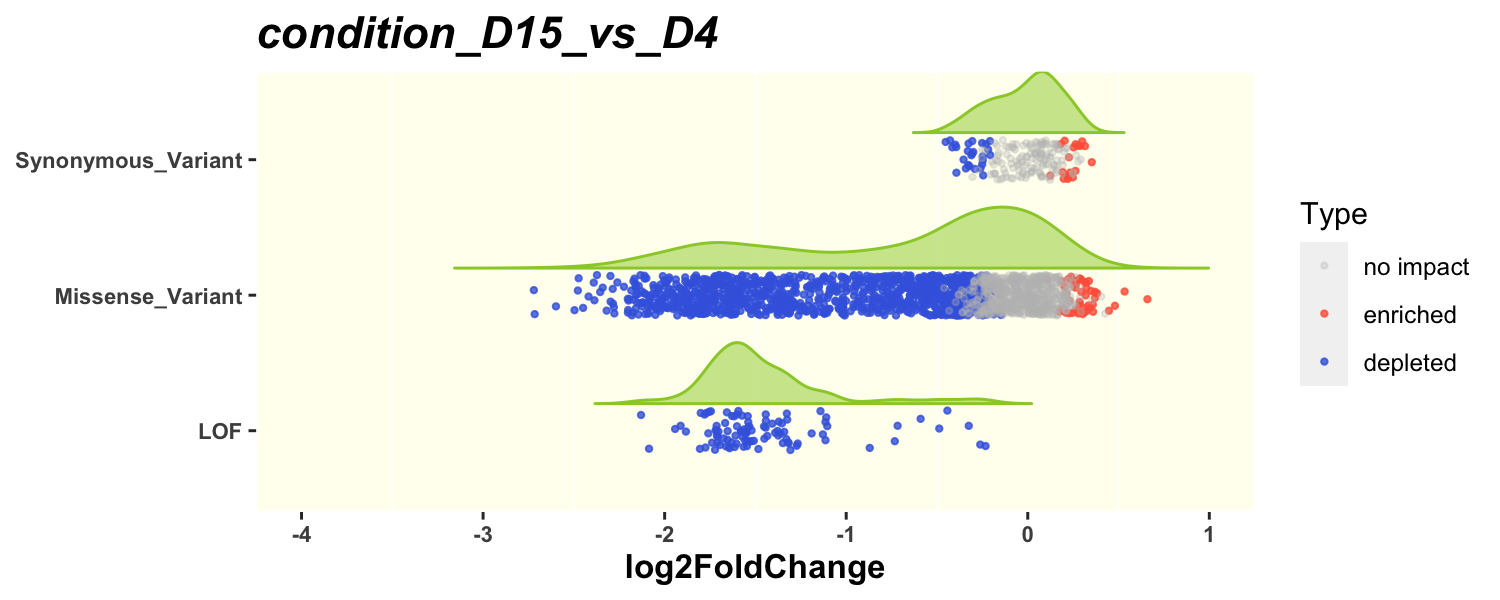 condition_D15_vs_D4
Synonymous_Variant
Missense_Variant
LOF
-4 -3 -2 -1 0 1
log2FoldChange
Type
no impact
enriched
depleted